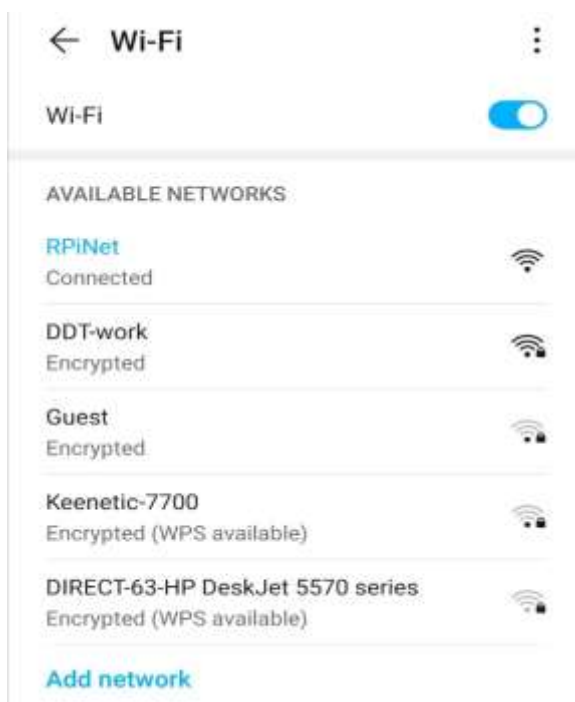 Wi-Fi
Wi-Fi
AVAILABLE NETWORKS
RPiNet
Connected
DDT-work
Encrypted
Guest
Encrypted
Keenetic-7700
Encrypted (WPS available)
DIRECT-63-HP DeskJet 5570 series
Encrypted (WPS available)
Add network